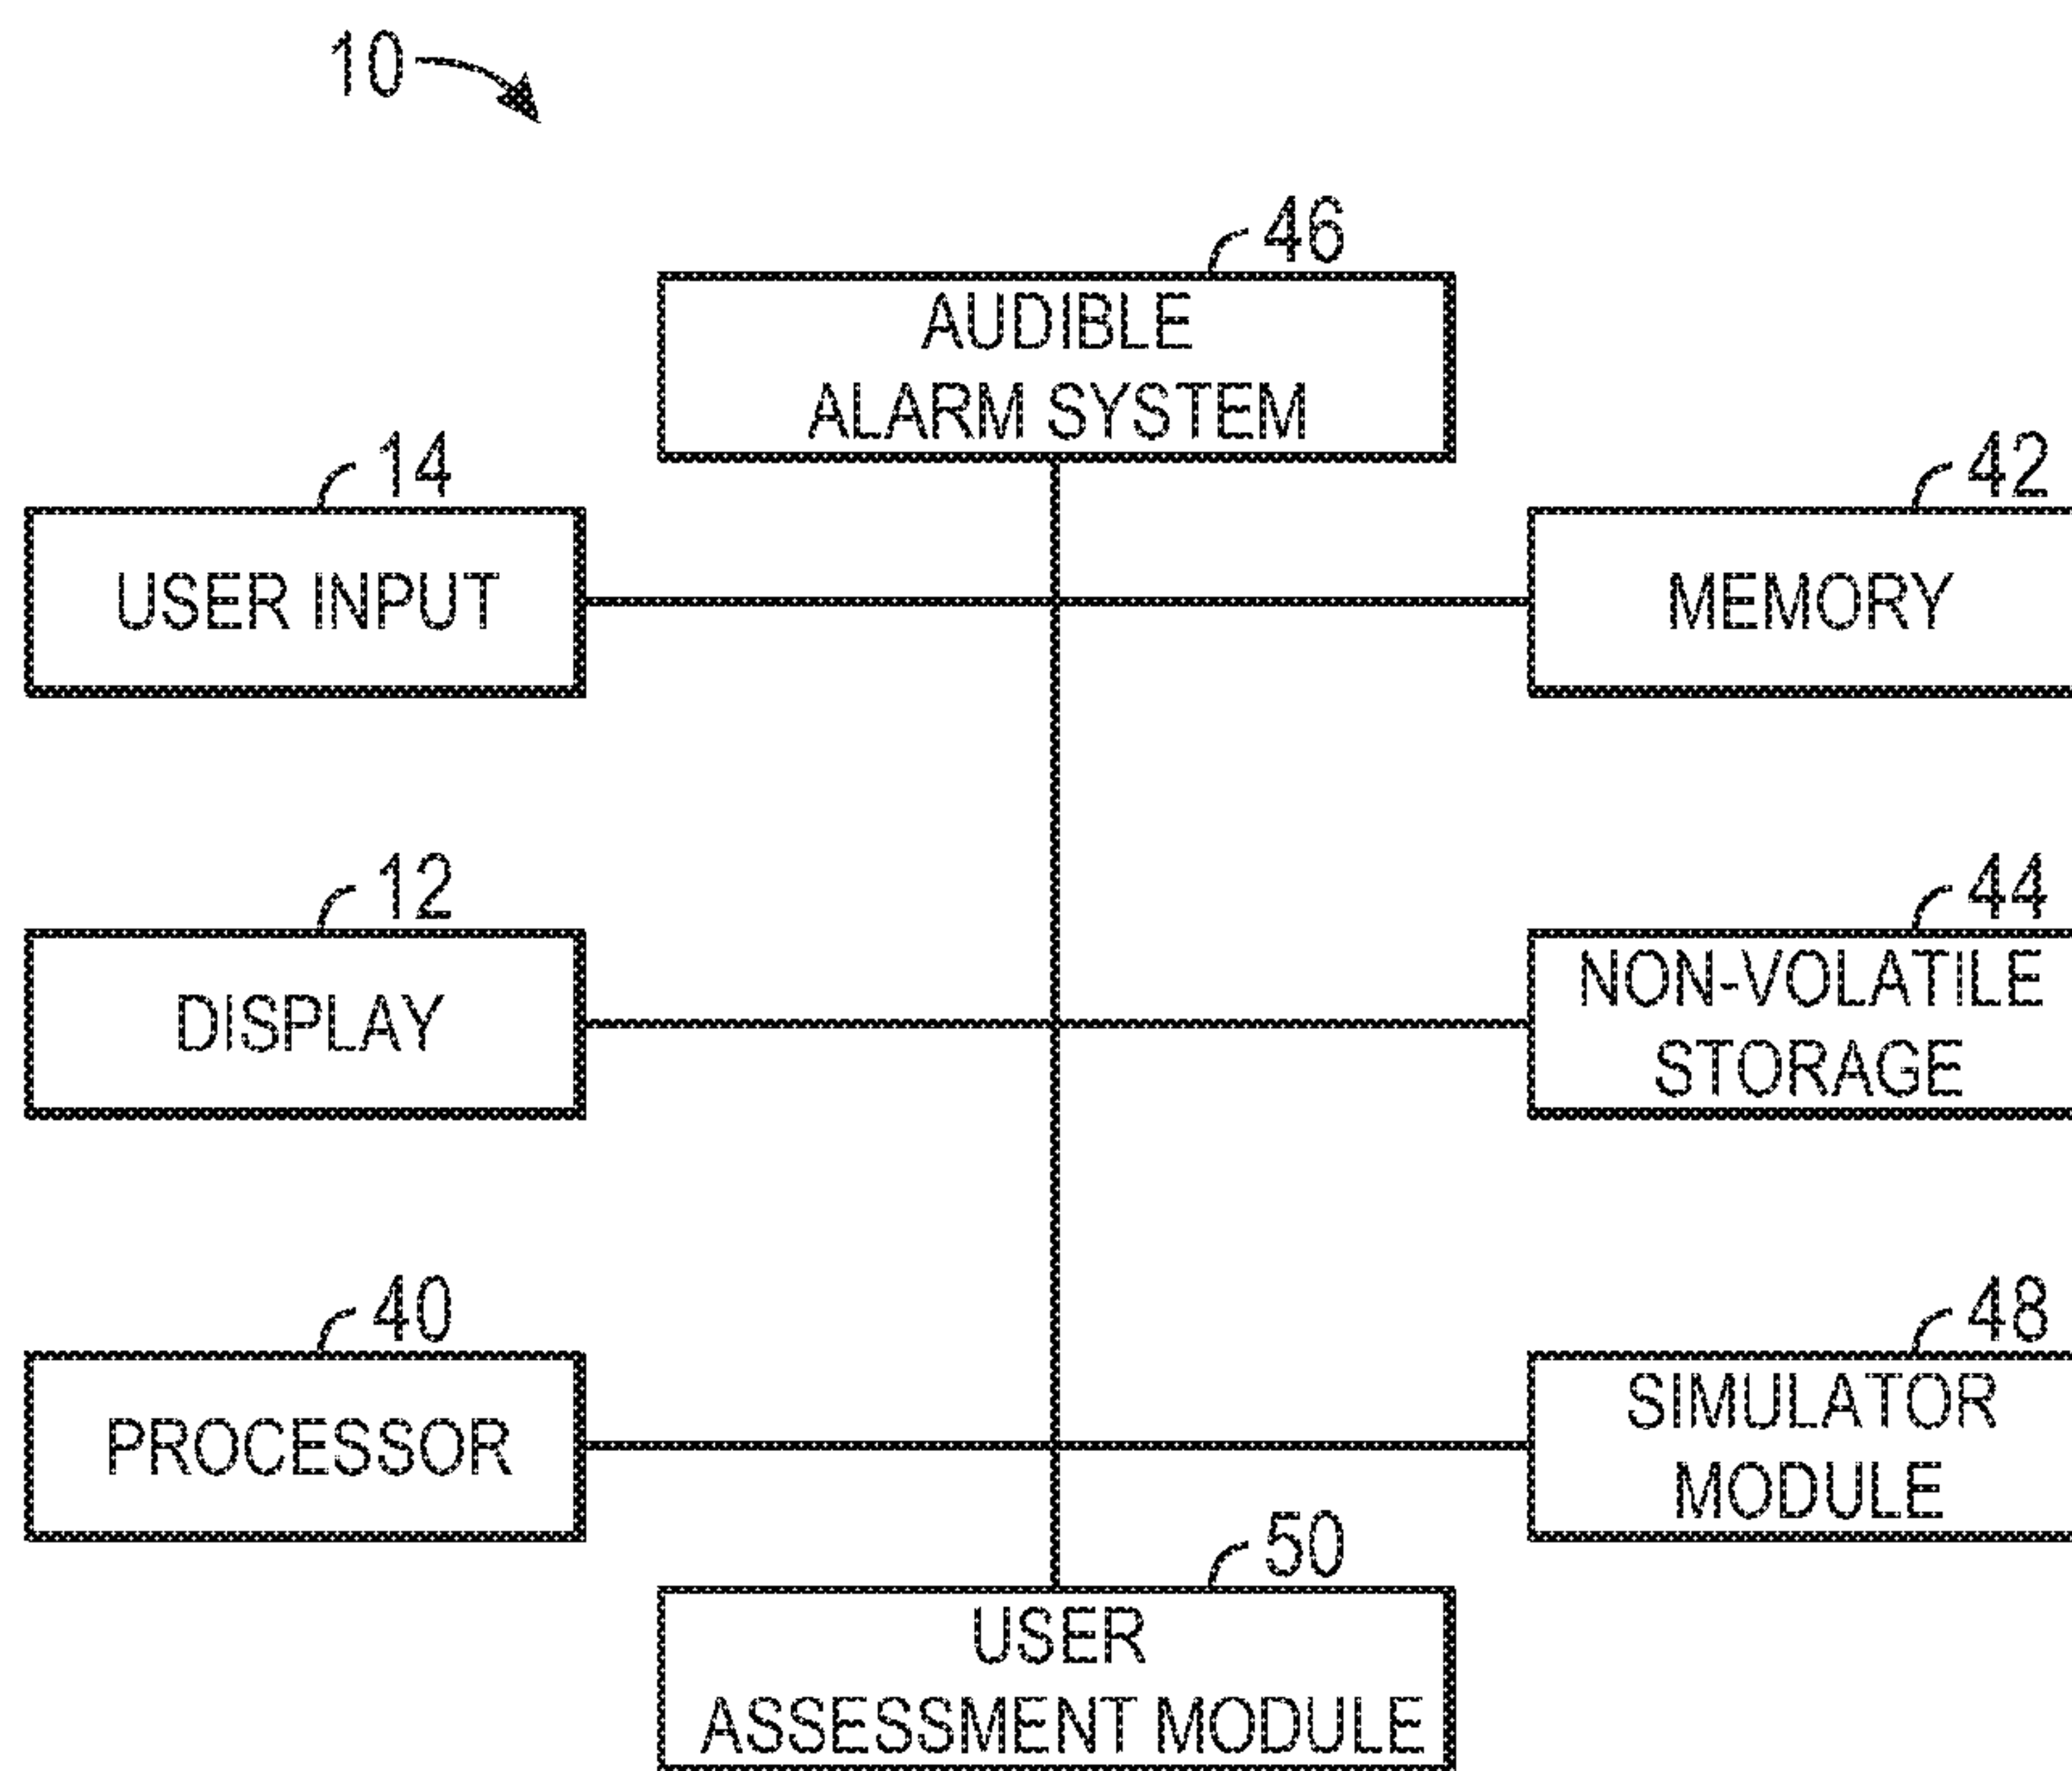 10
46
AUDIBLE
ALARM SYSTEM
14
USER INPUT
42
MEMORY
12
DISPLAY
44
NON-VOLATILE
STORAGE
40
PROCESSOR
48
SIMULATOR
MODULE
50
USER
ASSESSMENT MODULE